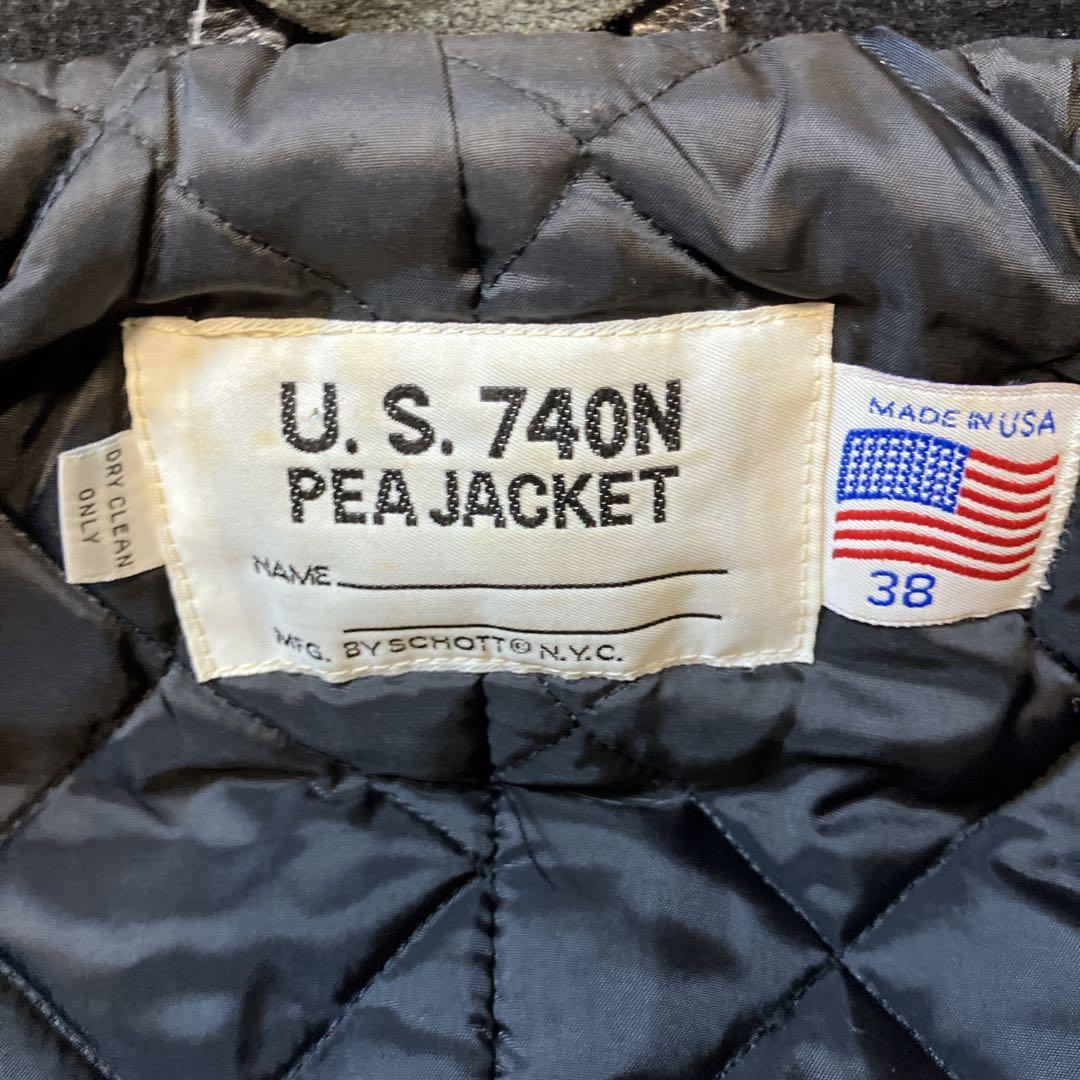 U. S. 740N
PEA JACKET
NAME
MFG. BY SCHOTT© N.Y.C.
DRY CLEAN
ONLY
MADE IN USA
38